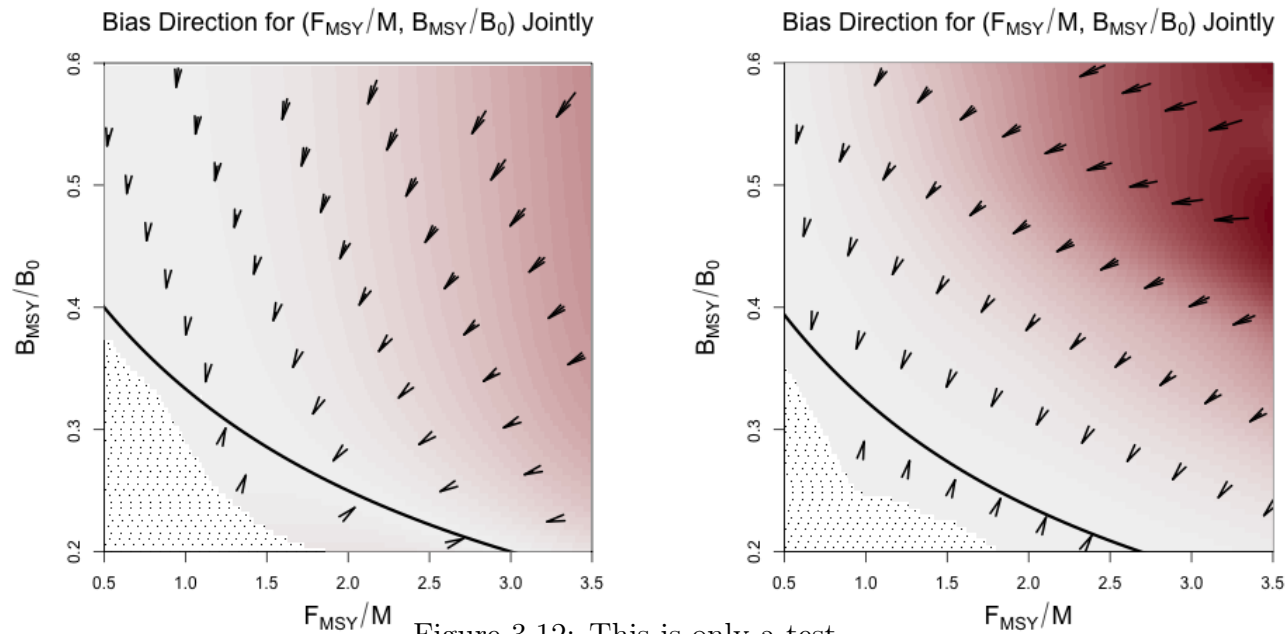 Bias Direction for (F_MSY/M, B_MSY/B_0) Jointly
B_MSY/B_0
0.6
0.5
0.4
0.3
0.2
0.5 1.0 1.5 2.0 2.5 3.0 3.5
F_MSY/M
Bias Direction for (F_MSY/M, B_MSY/B_0) Jointly
B_MSY/B_0
0.6
0.5
0.4
0.3
0.2
0.5 1.0 1.5 2.0 2.5 3.0 3.5
F_MSY/M
Figure 3.12: This is only a test